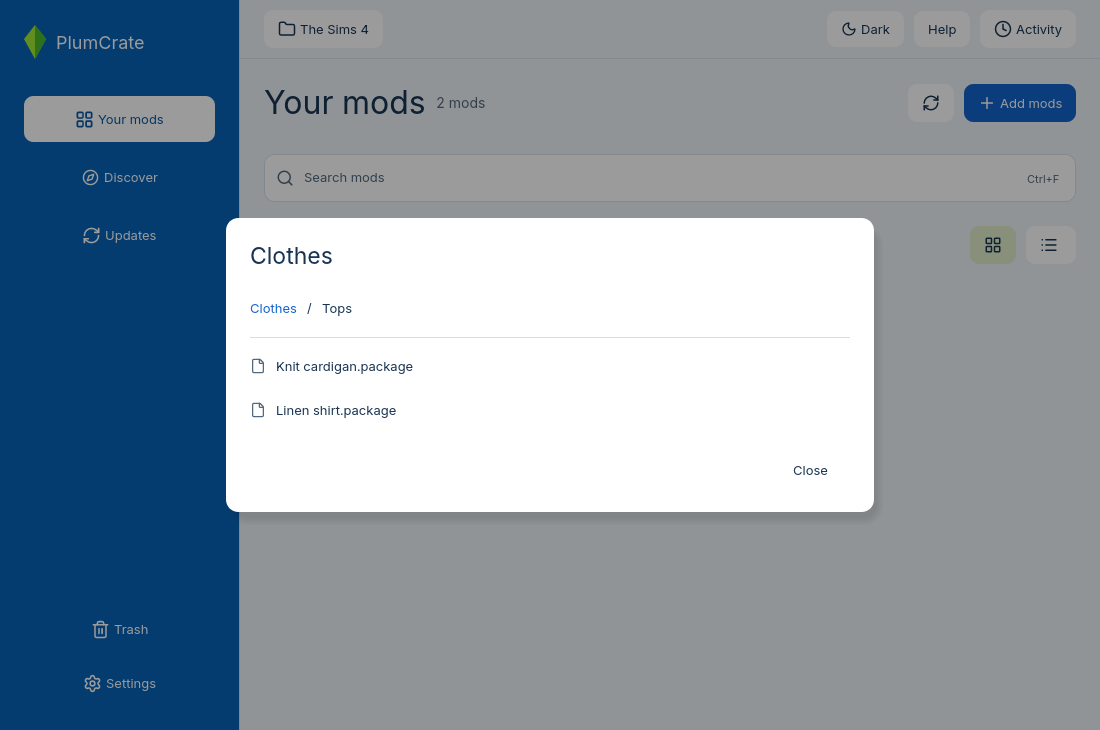 PlumCrate
The Sims 4
Dark
Help
Activity
Your mods
Discover
Updates
Trash
Settings
Your mods 2 mods
Add mods
Search mods
Ctrl+F
Clothes
Clothes / Tops
Knit cardigan.package
Linen shirt.package
Close